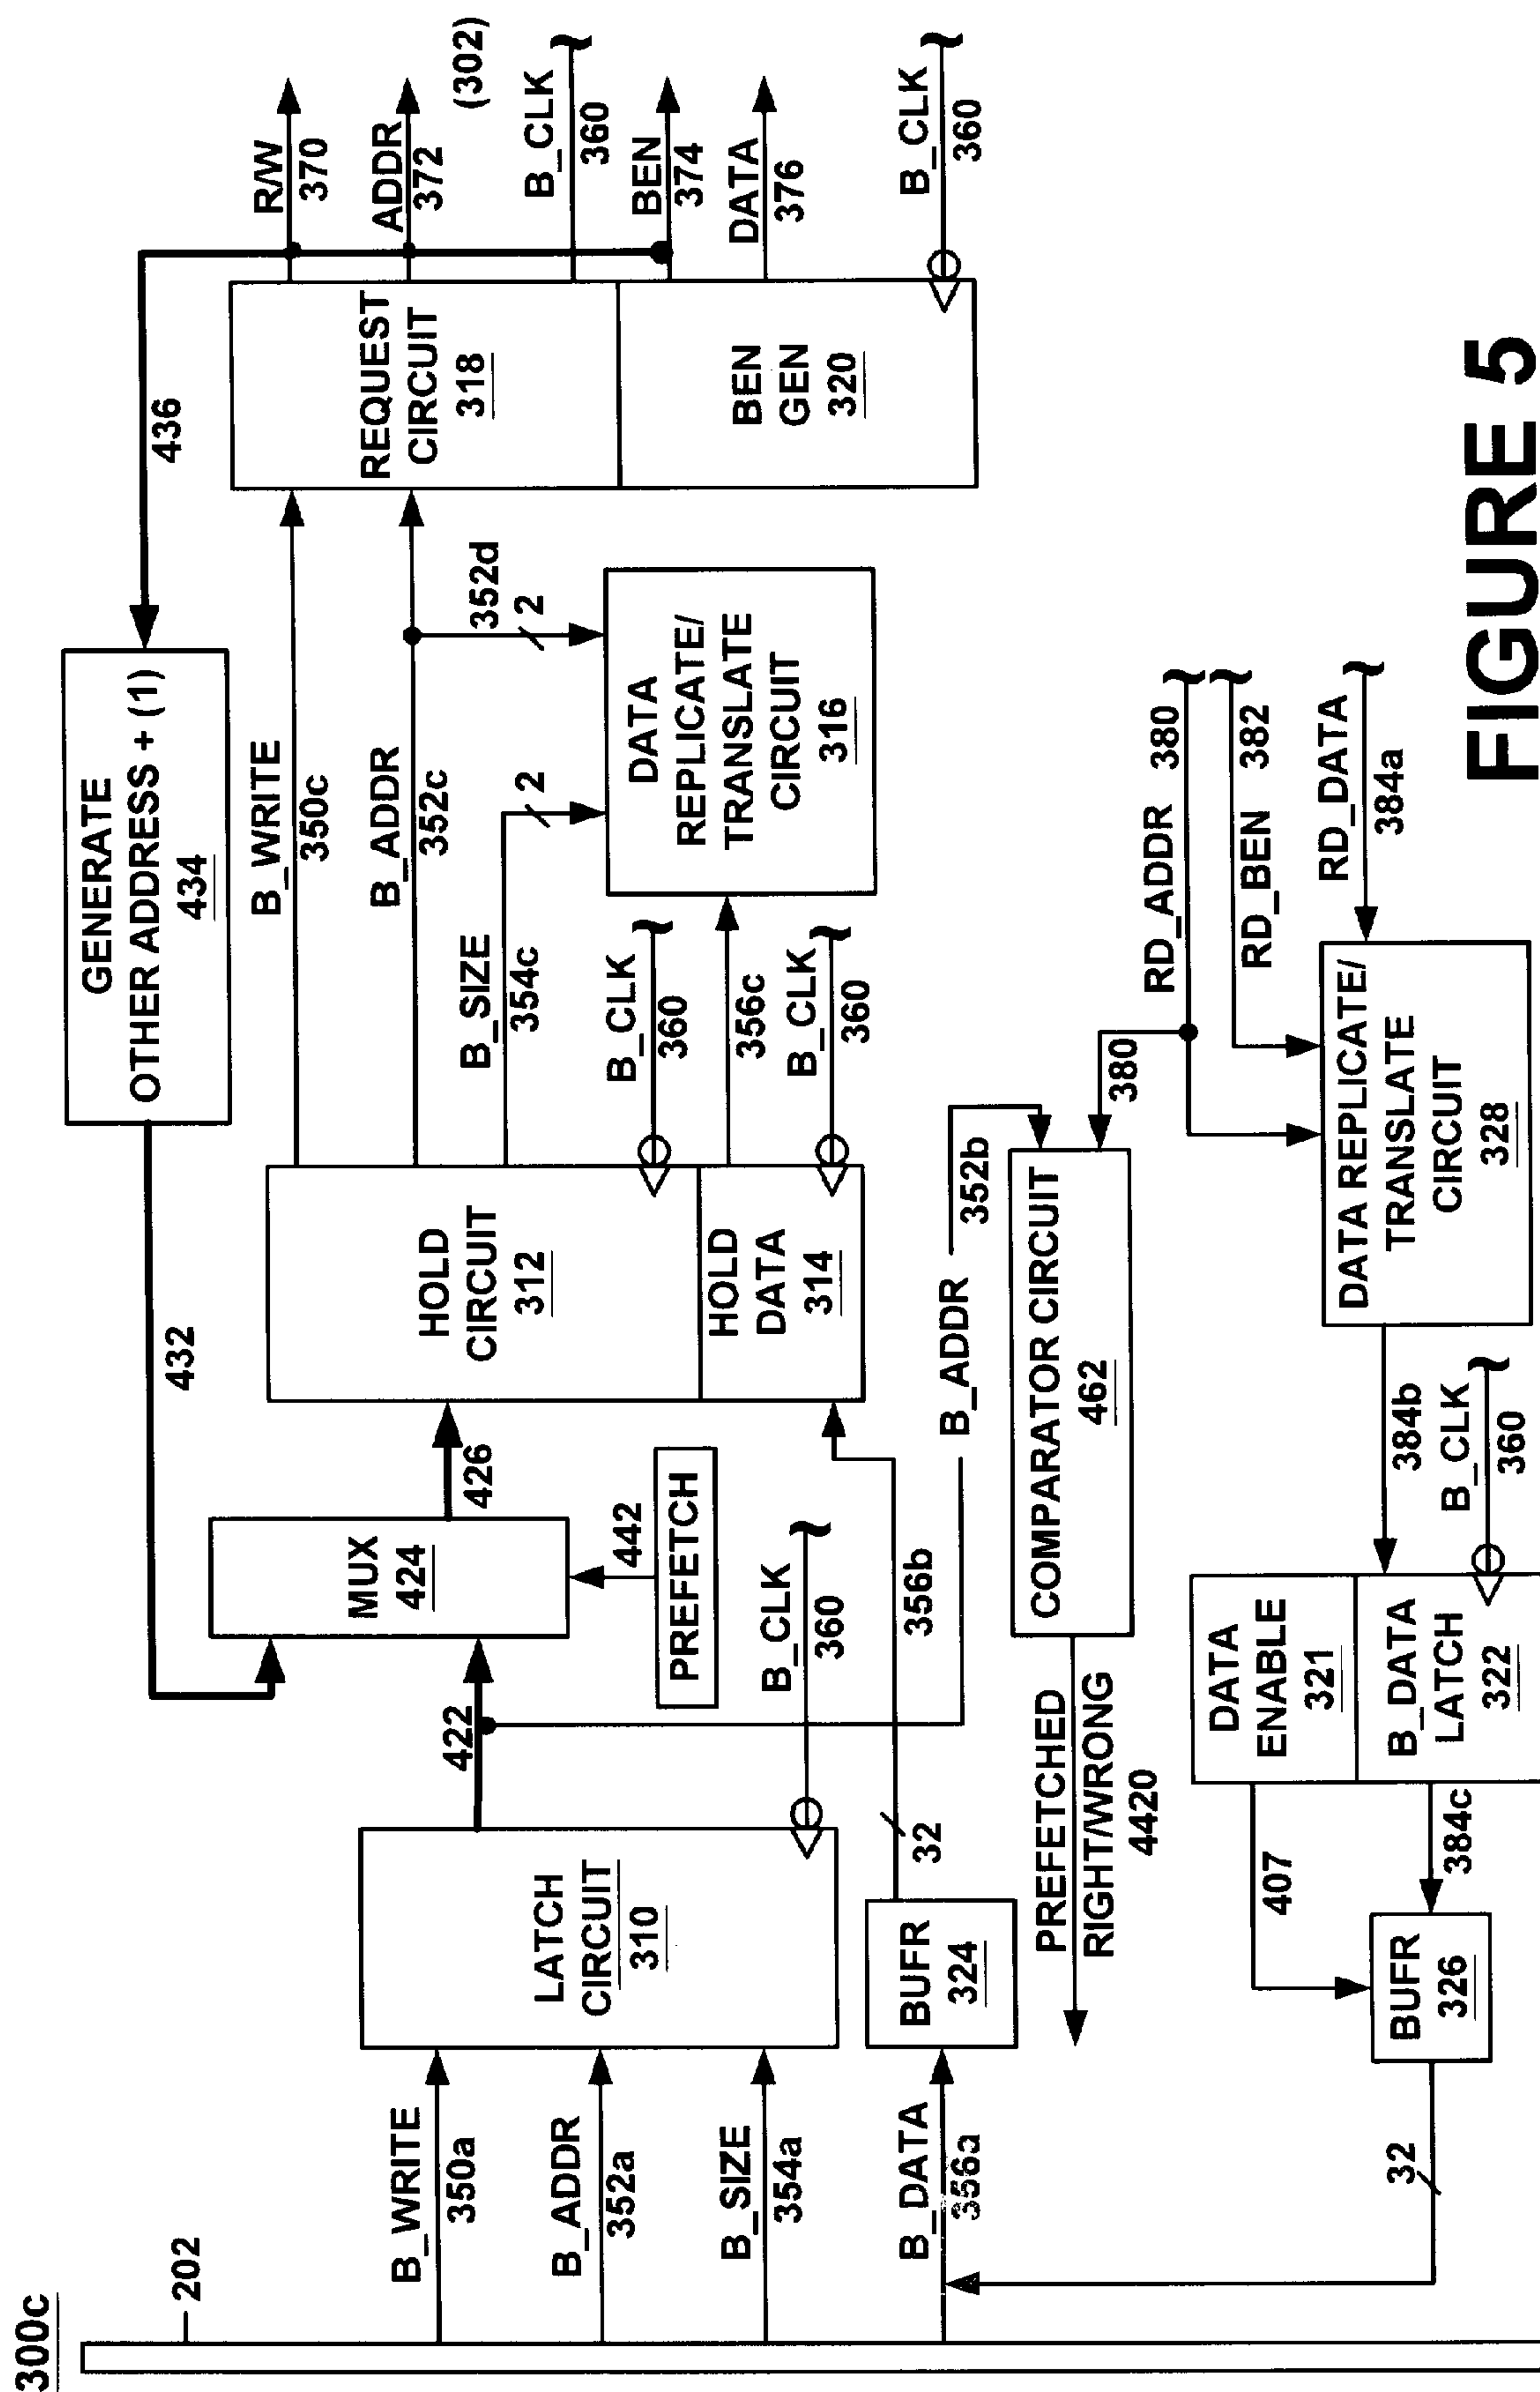 300c
202
B_WRITE
350a
B_ADDR
352a
B_SIZE
354a
B_DATA
356a
LATCH
CIRCUIT
310
BUFR
324
422
B_CLK
360
32
356b
432
MUX
424
426
442
PREFETCH
HOLD
CIRCUIT
312
HOLD
DATA
314
GENERATE
OTHER ADDRESS + (1)
434
436
B_WRITE
350c
B_ADDR
352c
B_SIZE
354c
2
352d
2
B_CLK
360
356c
B_CLK
360
DATA
REPLICATE/
TRANSLATE
CIRCUIT
316
REQUEST
CIRCUIT
318
BEN
GEN
320
R/W
370
ADDR
372
(302)
B_CLK
360
BEN
374
DATA
376
B_CLK
360
B_ADDR
352b
380
COMPARATOR CIRCUIT
462
PREFETCHED
RIGHT/WRONG
4420
RD_ADDR
380
RD_BEN
382
RD_DATA
384a
DATA REPLICATE/
TRANSLATE
CIRCUIT
328
384b
B_CLK
360
DATA
ENABLE
321
B_DATA
LATCH
322
407
384c
BUFR
326
32
FIGURE 5